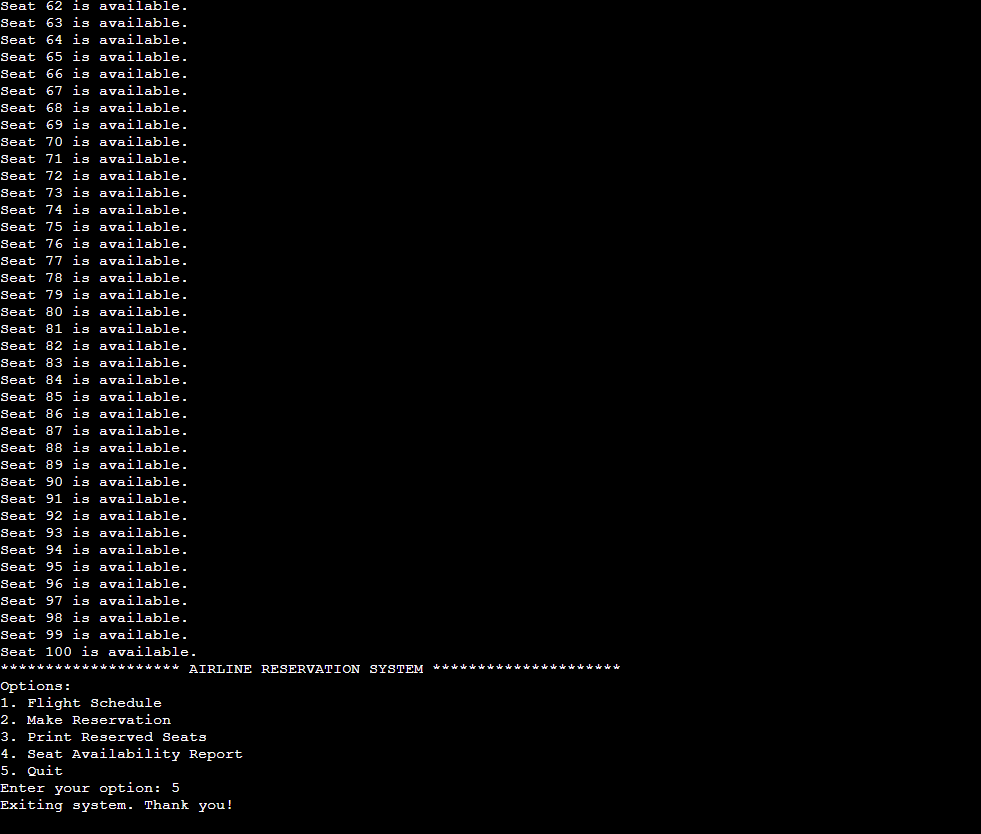 Seat 62 is available.
Seat 63 is available.
Seat 64 is available.
Seat 65 is available.
Seat 66 is available.
Seat 67 is available.
Seat 68 is available.
Seat 69 is available.
Seat 70 is available.
Seat 71 is available.
Seat 72 is available.
Seat 73 is available.
Seat 74 is available.
Seat 75 is available.
Seat 76 is available.
Seat 77 is available.
Seat 78 is available.
Seat 79 is available.
Seat 80 is available.
Seat 81 is available.
Seat 82 is available.
Seat 83 is available.
Seat 84 is available.
Seat 85 is available.
Seat 86 is available.
Seat 87 is available.
Seat 88 is available.
Seat 89 is available.
Seat 90 is available.
Seat 91 is available.
Seat 92 is available.
Seat 93 is available.
Seat 94 is available.
Seat 95 is available.
Seat 96 is available.
Seat 97 is available.
Seat 98 is available.
Seat 99 is available.
Seat 100 is available.
******************** AIRLINE RESERVATION SYSTEM *********************
Options:
1. Flight Schedule
2. Make Reservation
3. Print Reserved Seats
4. Seat Availability Report
5. Quit
Enter your option: 5
Exiting system. Thank you!